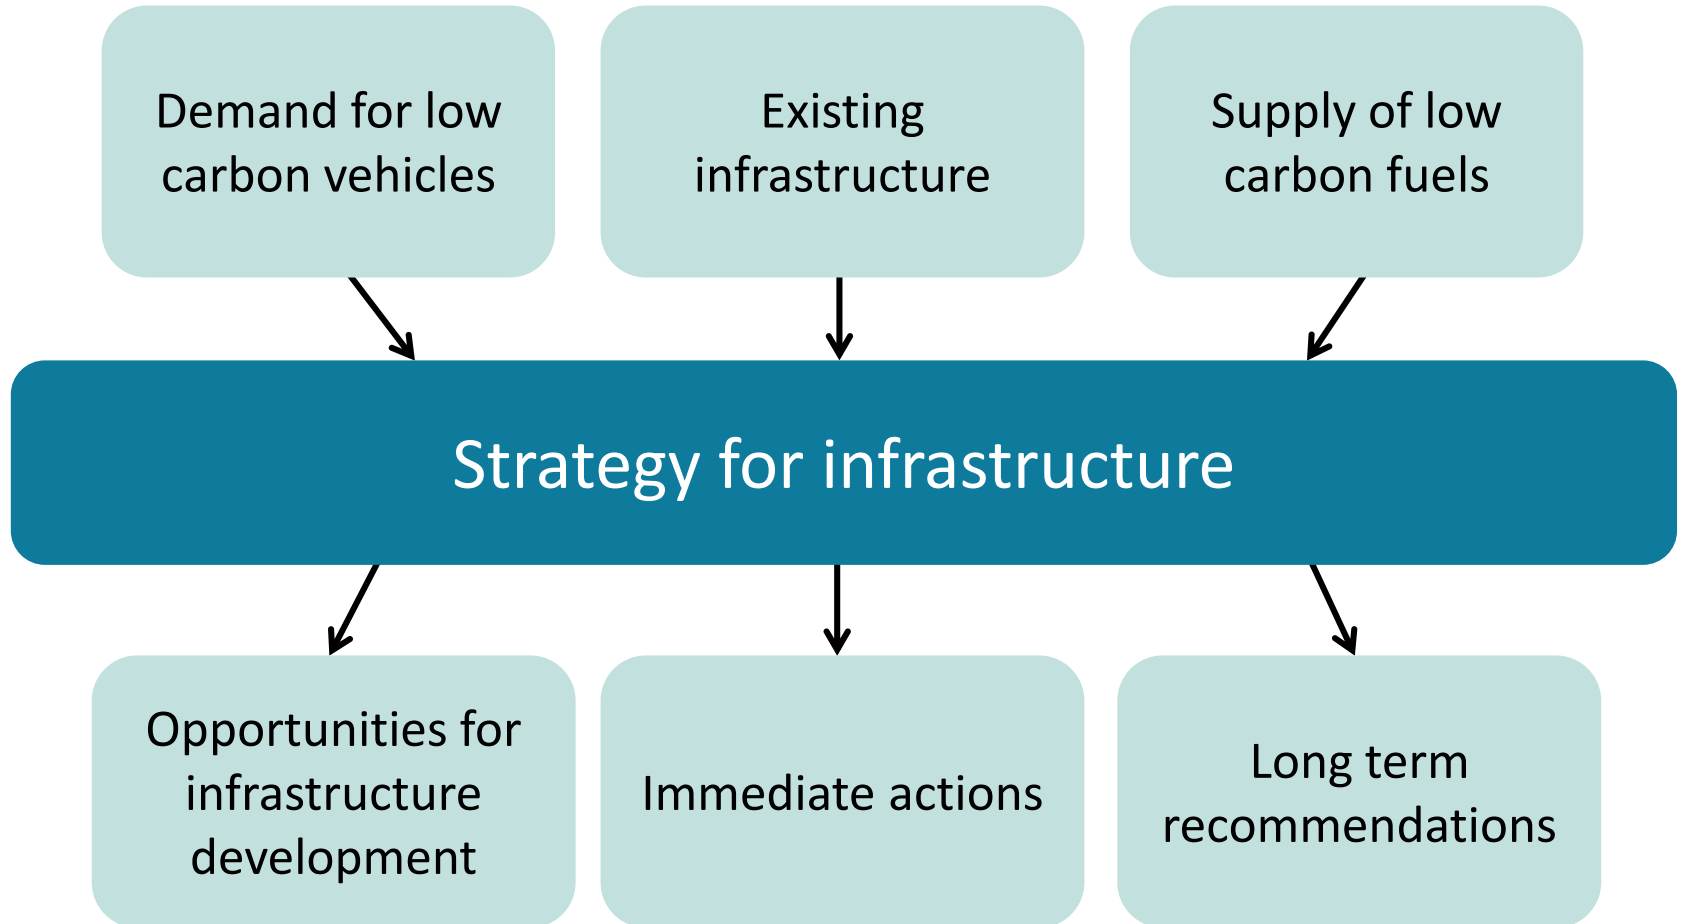 Demand for low
carbon vehicles
Existing
infrastructure
Supply of low
carbon fuels
Strategy for infrastructure
Opportunities for
infrastructure
development
Immediate actions
Long term
recommendations